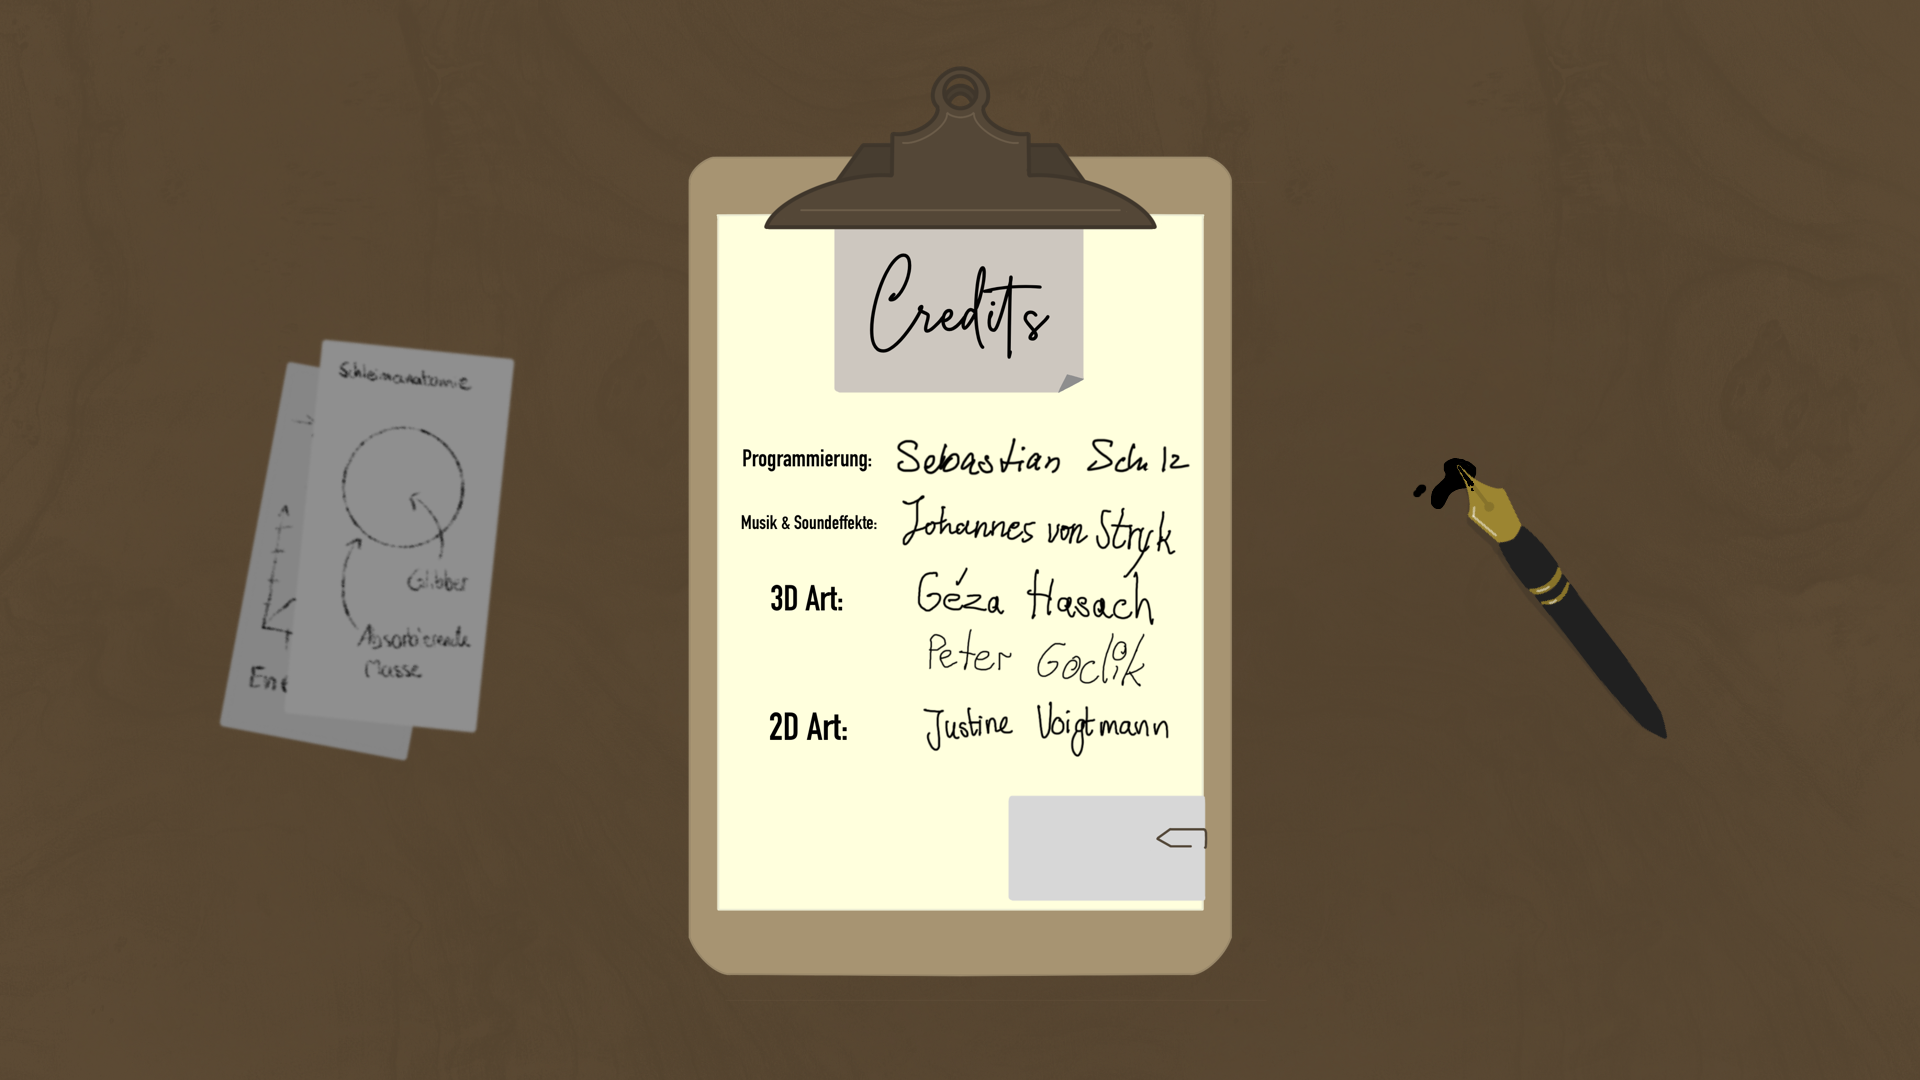 Credits
Programmierung: Sebastian Schulz
Musik & Soundeffekte: Johannes von Stryk
3D Art: Géza Hasach
Peter Goclik
2D Art: Justine Voigtmann
Schleimanatomie
Glibber
Absorbierende
Masse